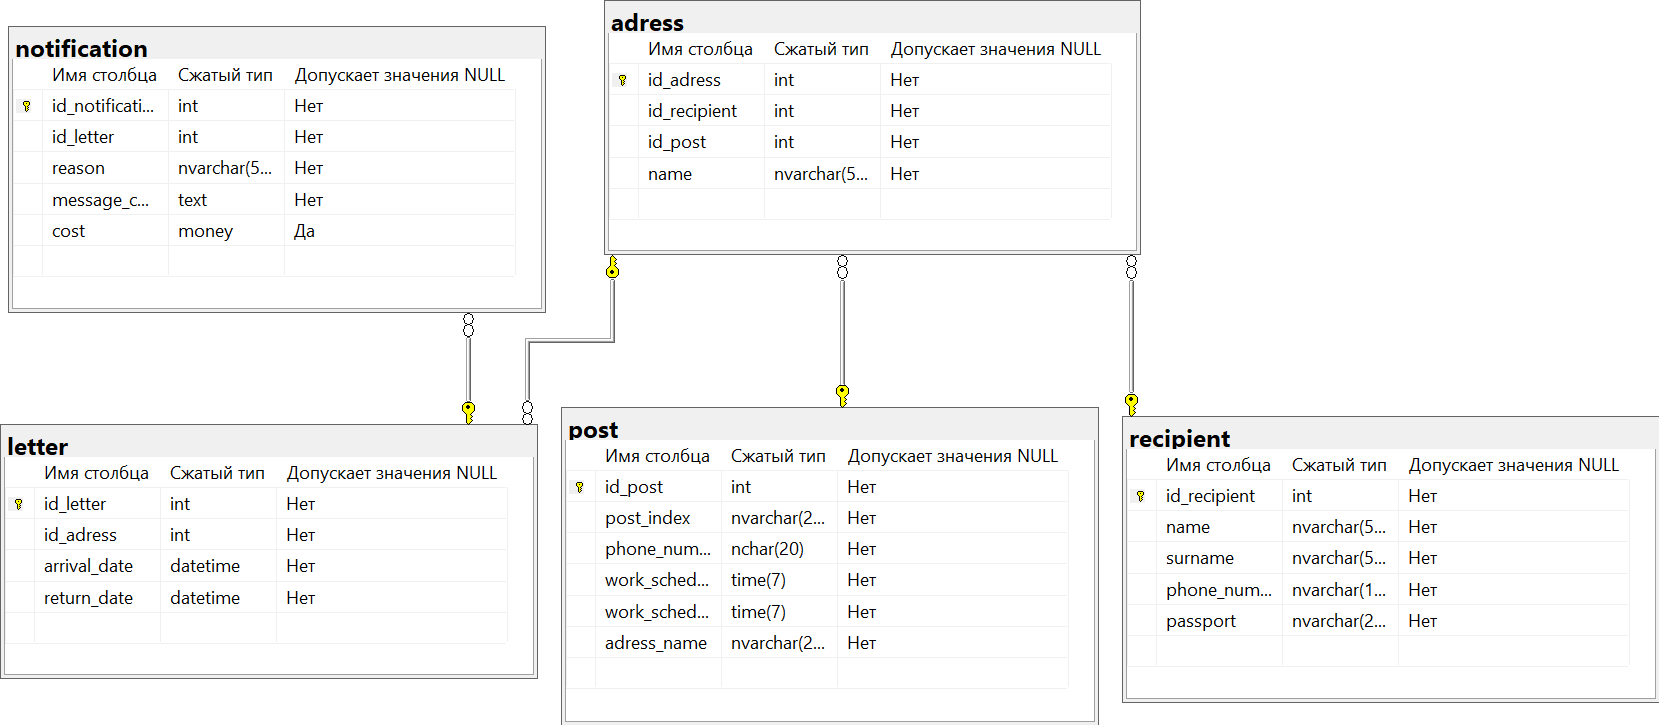 notification
Имя столбца Сжатый тип Допускает значения NULL
id_notificati... int Нет
id_letter int Нет
reason nvarchar(5... Нет
message_c... text Нет
cost money Да
adress
Имя столбца Сжатый тип Допускает значения NULL
id_adress int Нет
id_recipient int Нет
id_post int Нет
name nvarchar(5... Нет
letter
Имя столбца Сжатый тип Допускает значения NULL
id_letter int Нет
id_adress int Нет
arrival_date datetime Нет
return_date datetime Нет
post
Имя столбца Сжатый тип Допускает значения NULL
id_post int Нет
post_index nvarchar(2... Нет
phone_num... nchar(20) Нет
work_sched... time(7) Нет
work_sched... time(7) Нет
adress_name nvarchar(2... Нет
recipient
Имя столбца Сжатый тип Допускает значения NULL
id_recipient int Нет
name nvarchar(5... Нет
surname nvarchar(5... Нет
phone_num... nvarchar(1... Нет
passport nvarchar(2... Нет